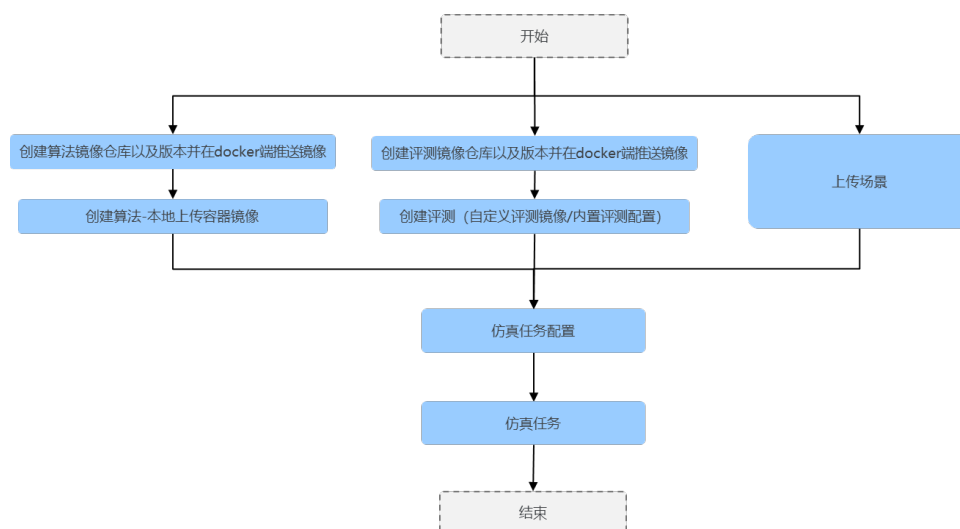 开始
创建算法镜像仓库以及版本并在docker端推送镜像
创建评测镜像仓库以及版本并在docker端推送镜像
上传场景
创建算法-本地上传容器镜像
创建评测（自定义评测镜像/内置评测配置）
仿真任务配置
仿真任务
结束